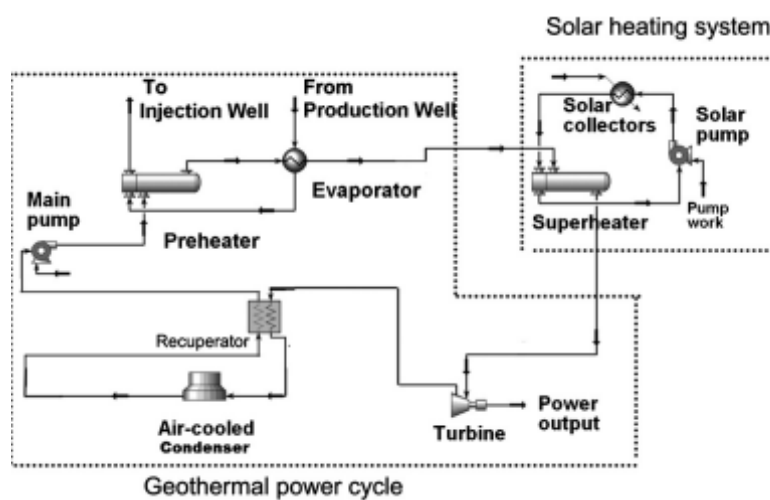 Solar heating system
To
Injection Well
From
Production Well
Solar
collectors
Solar
pump
Evaporator
Main
pump
Preheater
Superheater
Pump
work
Recuperator
Air-cooled
Condenser
Turbine
Power
output
Geothermal power cycle